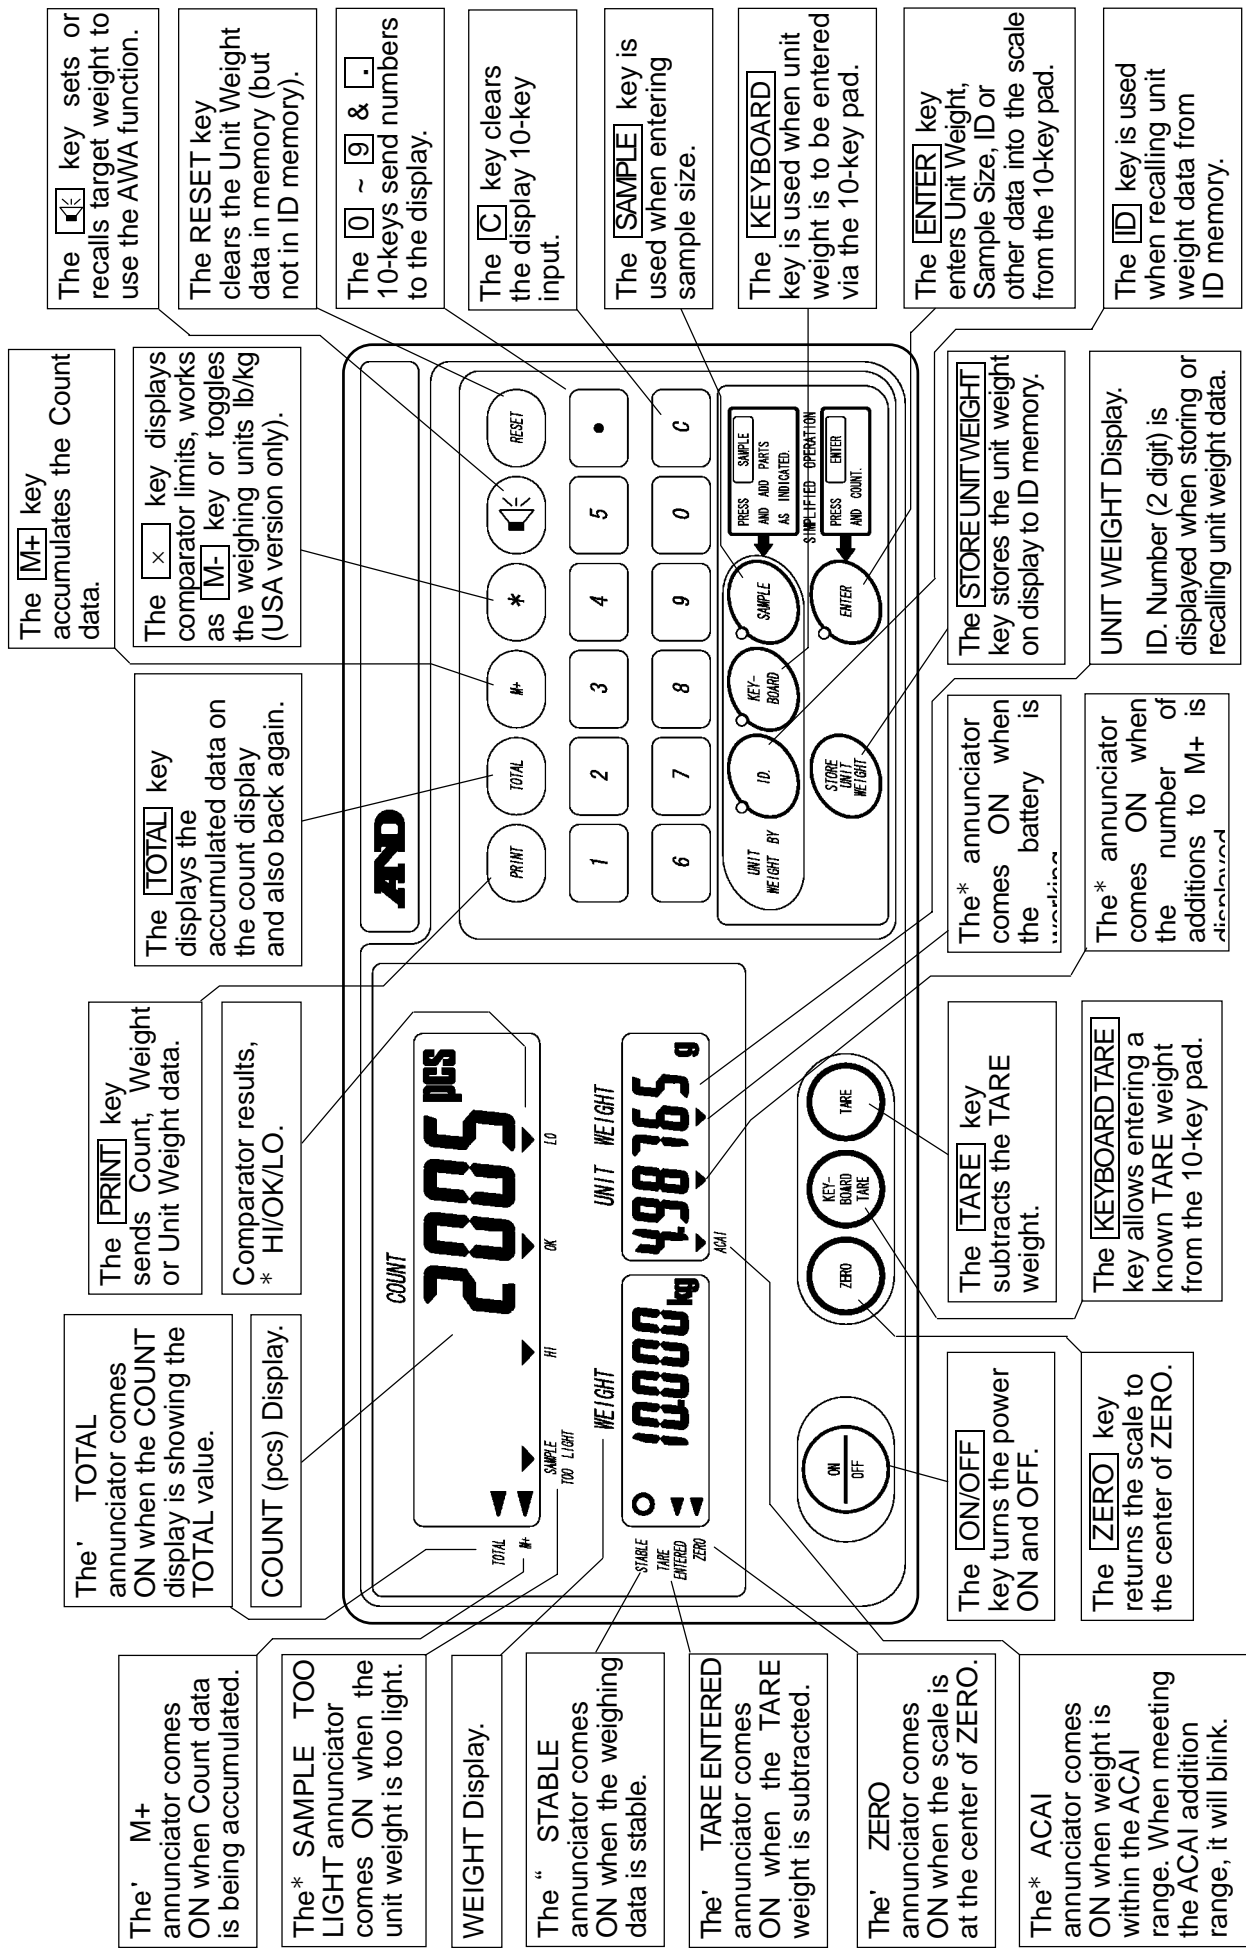 The' M+
annunciator comes
ON when Count data
is being accumulated.
The* SAMPLE TOO
LIGHT annunciator
comes ON when the
unit weight is too light.
WEIGHT Display.
The “ STABLE
annunciator comes
ON when the weighing
data is stable.
The' TARE ENTERED
annunciator comes
ON when the TARE
weight is subtracted.
The' ZERO
annunciator comes
ON when the scale is
at the center of ZERO.
The* ACAI
annunciator comes
ON when weight is
within the ACAI
range. When meeting
the ACAI addition
range, it will blink.
The' TOTAL
annunciator comes
ON when the COUNT
display is showing the
TOTAL value.
COUNT (pcs) Display.
The PRINT key
sends Count, Weight
or Unit Weight data.
Comparator results,
* HI/OK/LO.
The TOTAL key
displays the
accumulated data on
the count display
and also back again.
The M+ key
accumulates the Count
data.
The × key displays
comparator limits, works
as M- key or toggles
the weighing units lb/kg
(USA version only).
The key sets or
recalls target weight to
use the AWA function.
The RESET key
clears the Unit Weight
data in memory (but
not in ID memory).
The 0 ~ 9 & .
10-keys send numbers
to the display.
The C key clears
the display 10-key
input.
The SAMPLE key is
used when entering
sample size.
The KEYBOARD
key is used when unit
weight is to be entered
via the 10-key pad.
The ENTER key
enters Unit Weight,
Sample Size, ID or
other data into the scale
from the 10-key pad.
The ID key is used
when recalling unit
weight data from
ID memory.
COUNT
2005 pcs
TOTAL
M+
SAMPLE
TOO LIGHT
HI
OK
LO
WEIGHT
10.000 kg
STABLE
TARE
ENTERED
ZERO
UNIT WEIGHT
4.98765 g
ACAI
AND
PRINT
TOTAL
M+
*
RESET
1
2
3
4
5
•
6
7
8
9
0
C
UNIT
WEIGHT BY
ID.
KEY-
BOARD
SAMPLE
PRESS SAMPLE
AND ADD PARTS
AS INDICATED.
SIMPLIFIED OPERATION
STORE
UNIT
WEIGHT
ENTER
PRESS ENTER
AND COUNT.
ON
OFF
ZERO
KEY-
BOARD
TARE
TARE
The ON/OFF
key turns the power
ON and OFF.
The ZERO key
returns the scale to
the center of ZERO.
The TARE key
subtracts the TARE
weight.
The KEYBOARD TARE
key allows entering a
known TARE weight
from the 10-key pad.
The* annunciator
comes ON when
the battery is
working
The* annunciator
comes ON when
the number of
additions to M+ is
displayed
The STORE UNIT WEIGHT
key stores the unit weight
on display to ID memory.
UNIT WEIGHT Display.
ID. Number (2 digit) is
displayed when storing or
recalling unit weight data.